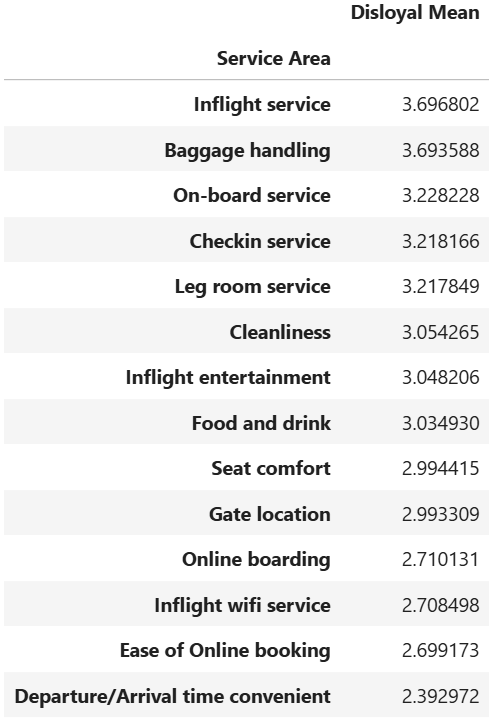 Disloyal Mean
Service Area
Inflight service 3.696802
Baggage handling 3.693588
On-board service 3.228228
Checkin service 3.218166
Leg room service 3.217849
Cleanliness 3.054265
Inflight entertainment 3.048206
Food and drink 3.034930
Seat comfort 2.994415
Gate location 2.993309
Online boarding 2.710131
Inflight wifi service 2.708498
Ease of Online booking 2.699173
Departure/Arrival time convenient 2.392972